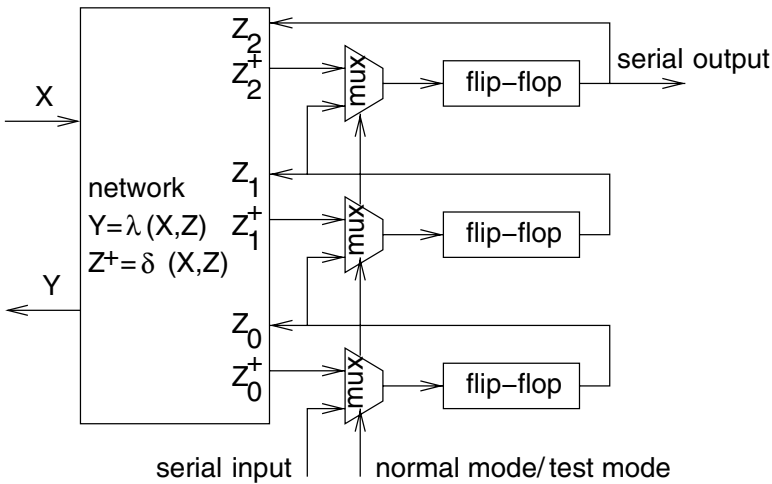 Z₂
Z₂⁺
mux
flip−flop
serial output
X
network
Y=λ (X,Z)
Z⁺=δ (X,Z)
Z₁
Z₁⁺
mux
flip−flop
Y
Z₀
Z₀⁺
mux
flip−flop
serial input
normal mode/test mode